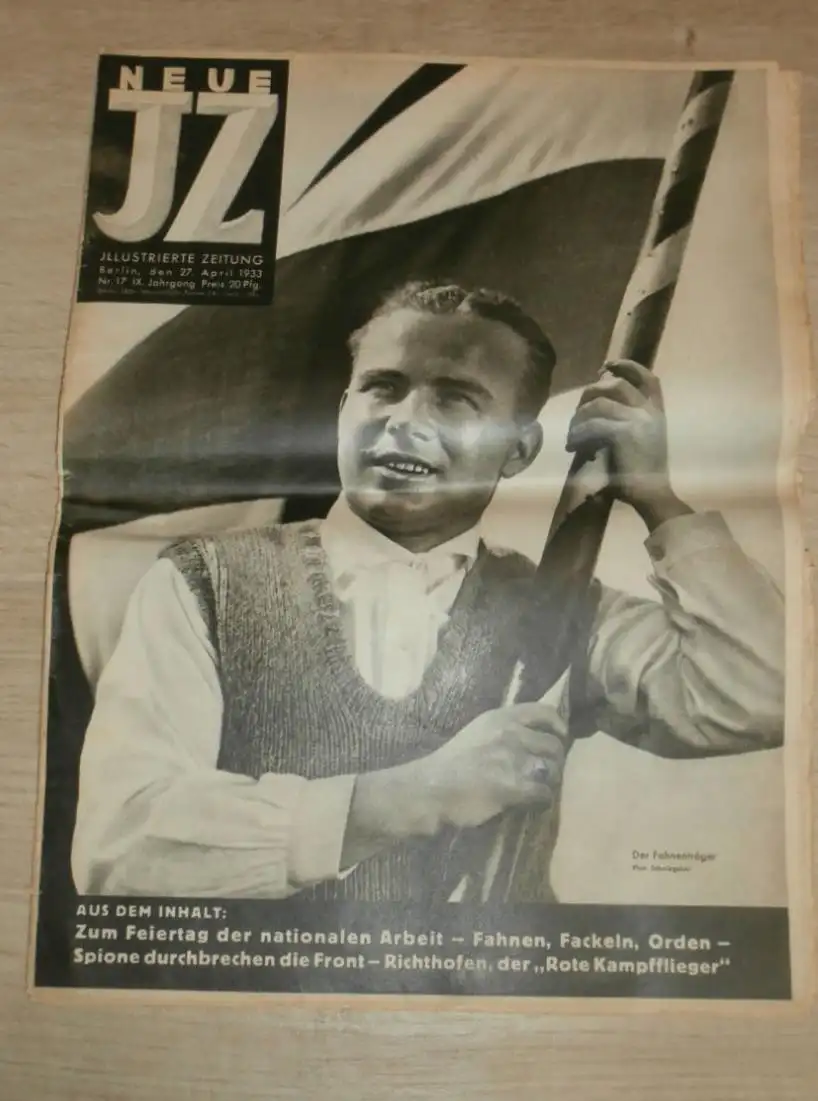 NEUE
JZ
JLLUSTRIERTE ZEITUNG
Berlin, den 27. April 1933
Nr. 17 IX. Jahrgang Preis 20 Pfg.
Der Fahnenträger
AUS DEM INHALT:
Zum Feiertag der nationalen Arbeit – Fahnen, Fackeln, Orden –
Spione durchbrechen die Front – Richthofen, der „Rote Kampfflieger"